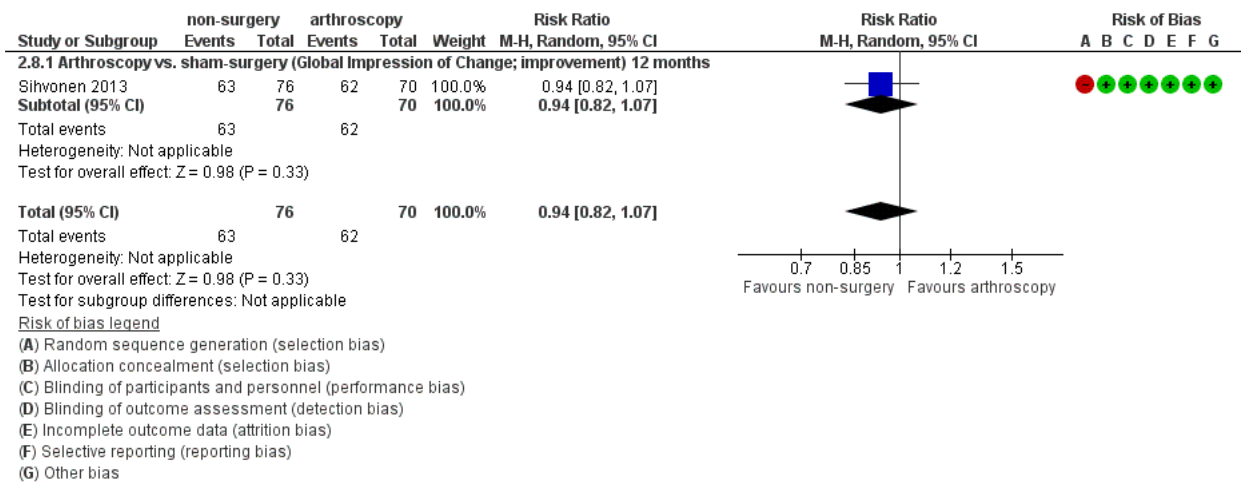 non-surgery arthroscopy Risk Ratio Risk Ratio Risk of Bias
Study or Subgroup Events Total Events Total Weight M-H, Random, 95% CI M-H, Random, 95% CI A B C D E F G
2.8.1 Arthroscopy vs. sham-surgery (Global Impression of Change; improvement) 12 months
Sihvonen 2013 63 76 62 70 100.0% 0.94 [0.82, 1.07] - + + + + + +
Subtotal (95% CI) 76 70 100.0% 0.94 [0.82, 1.07]
Total events 63 62
Heterogeneity: Not applicable
Test for overall effect: Z = 0.98 (P = 0.33)
Total (95% CI) 76 70 100.0% 0.94 [0.82, 1.07]
Total events 63 62
Heterogeneity: Not applicable
Test for overall effect: Z = 0.98 (P = 0.33)
Test for subgroup differences: Not applicable
0.7 0.85 1 1.2 1.5
Favours non-surgery Favours arthroscopy
Risk of bias legend
(A) Random sequence generation (selection bias)
(B) Allocation concealment (selection bias)
(C) Blinding of participants and personnel (performance bias)
(D) Blinding of outcome assessment (detection bias)
(E) Incomplete outcome data (attrition bias)
(F) Selective reporting (reporting bias)
(G) Other bias